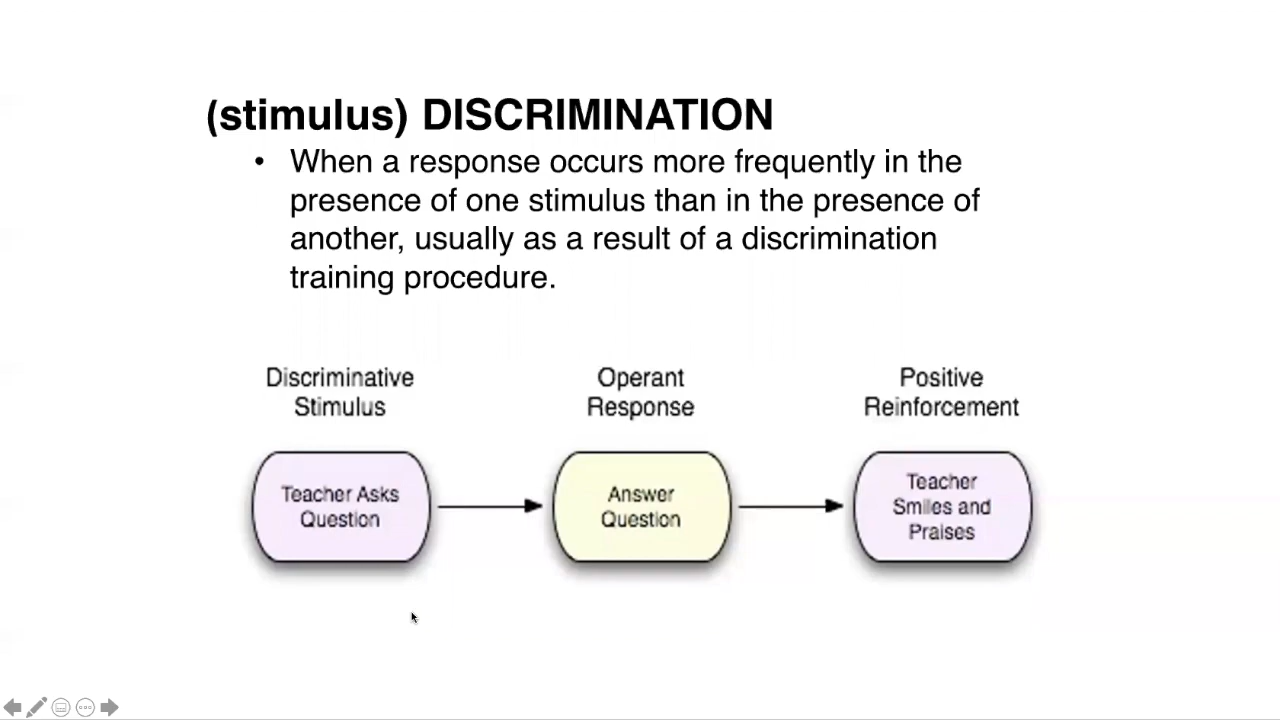 (stimulus) DISCRIMINATION
• When a response occurs more frequently in the
presence of one stimulus than in the presence of
another, usually as a result of a discrimination
training procedure.
Discriminative
Stimulus
Operant
Response
Positive
Reinforcement
Teacher Asks
Question
Answer
Question
Teacher
Smiles and
Praises